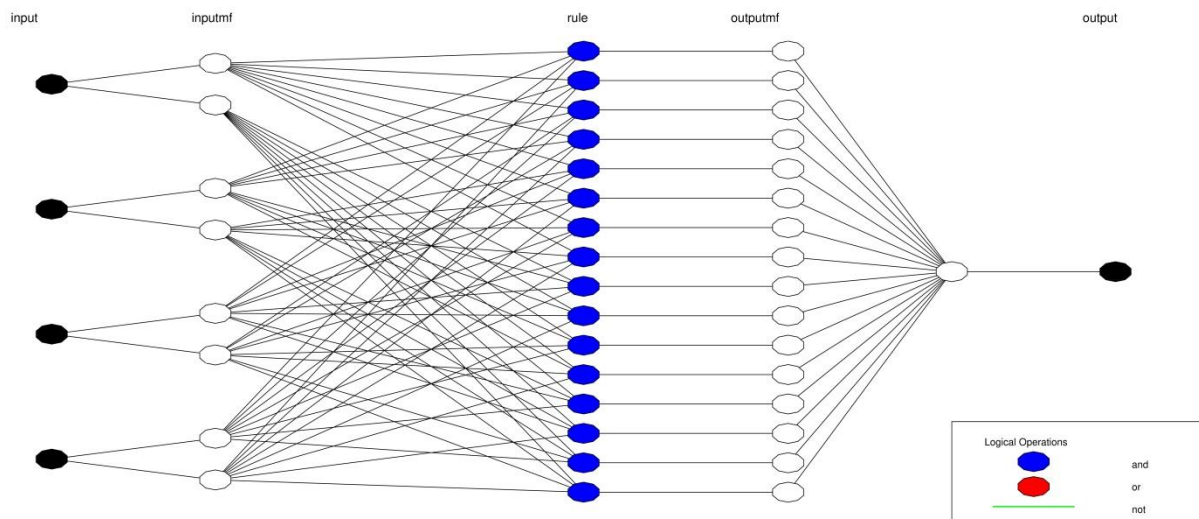 input inputmf rule outputmf output
Logical Operations
and
or
not